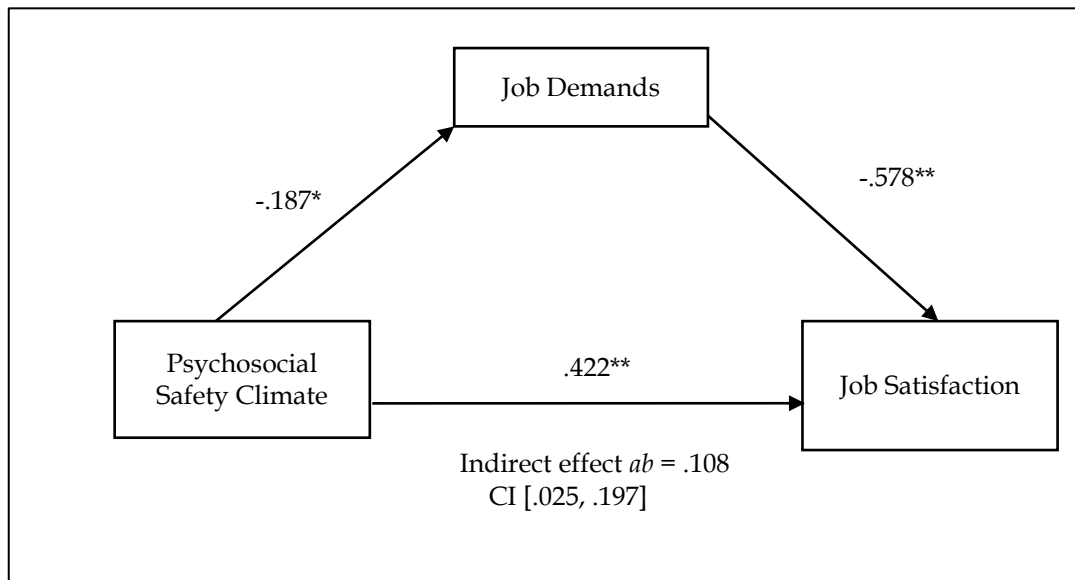 Job Demands
-.187*
-.578**
Psychosocial
Safety Climate
.422**
Job Satisfaction
Indirect effect ab = .108
CI [.025, .197]